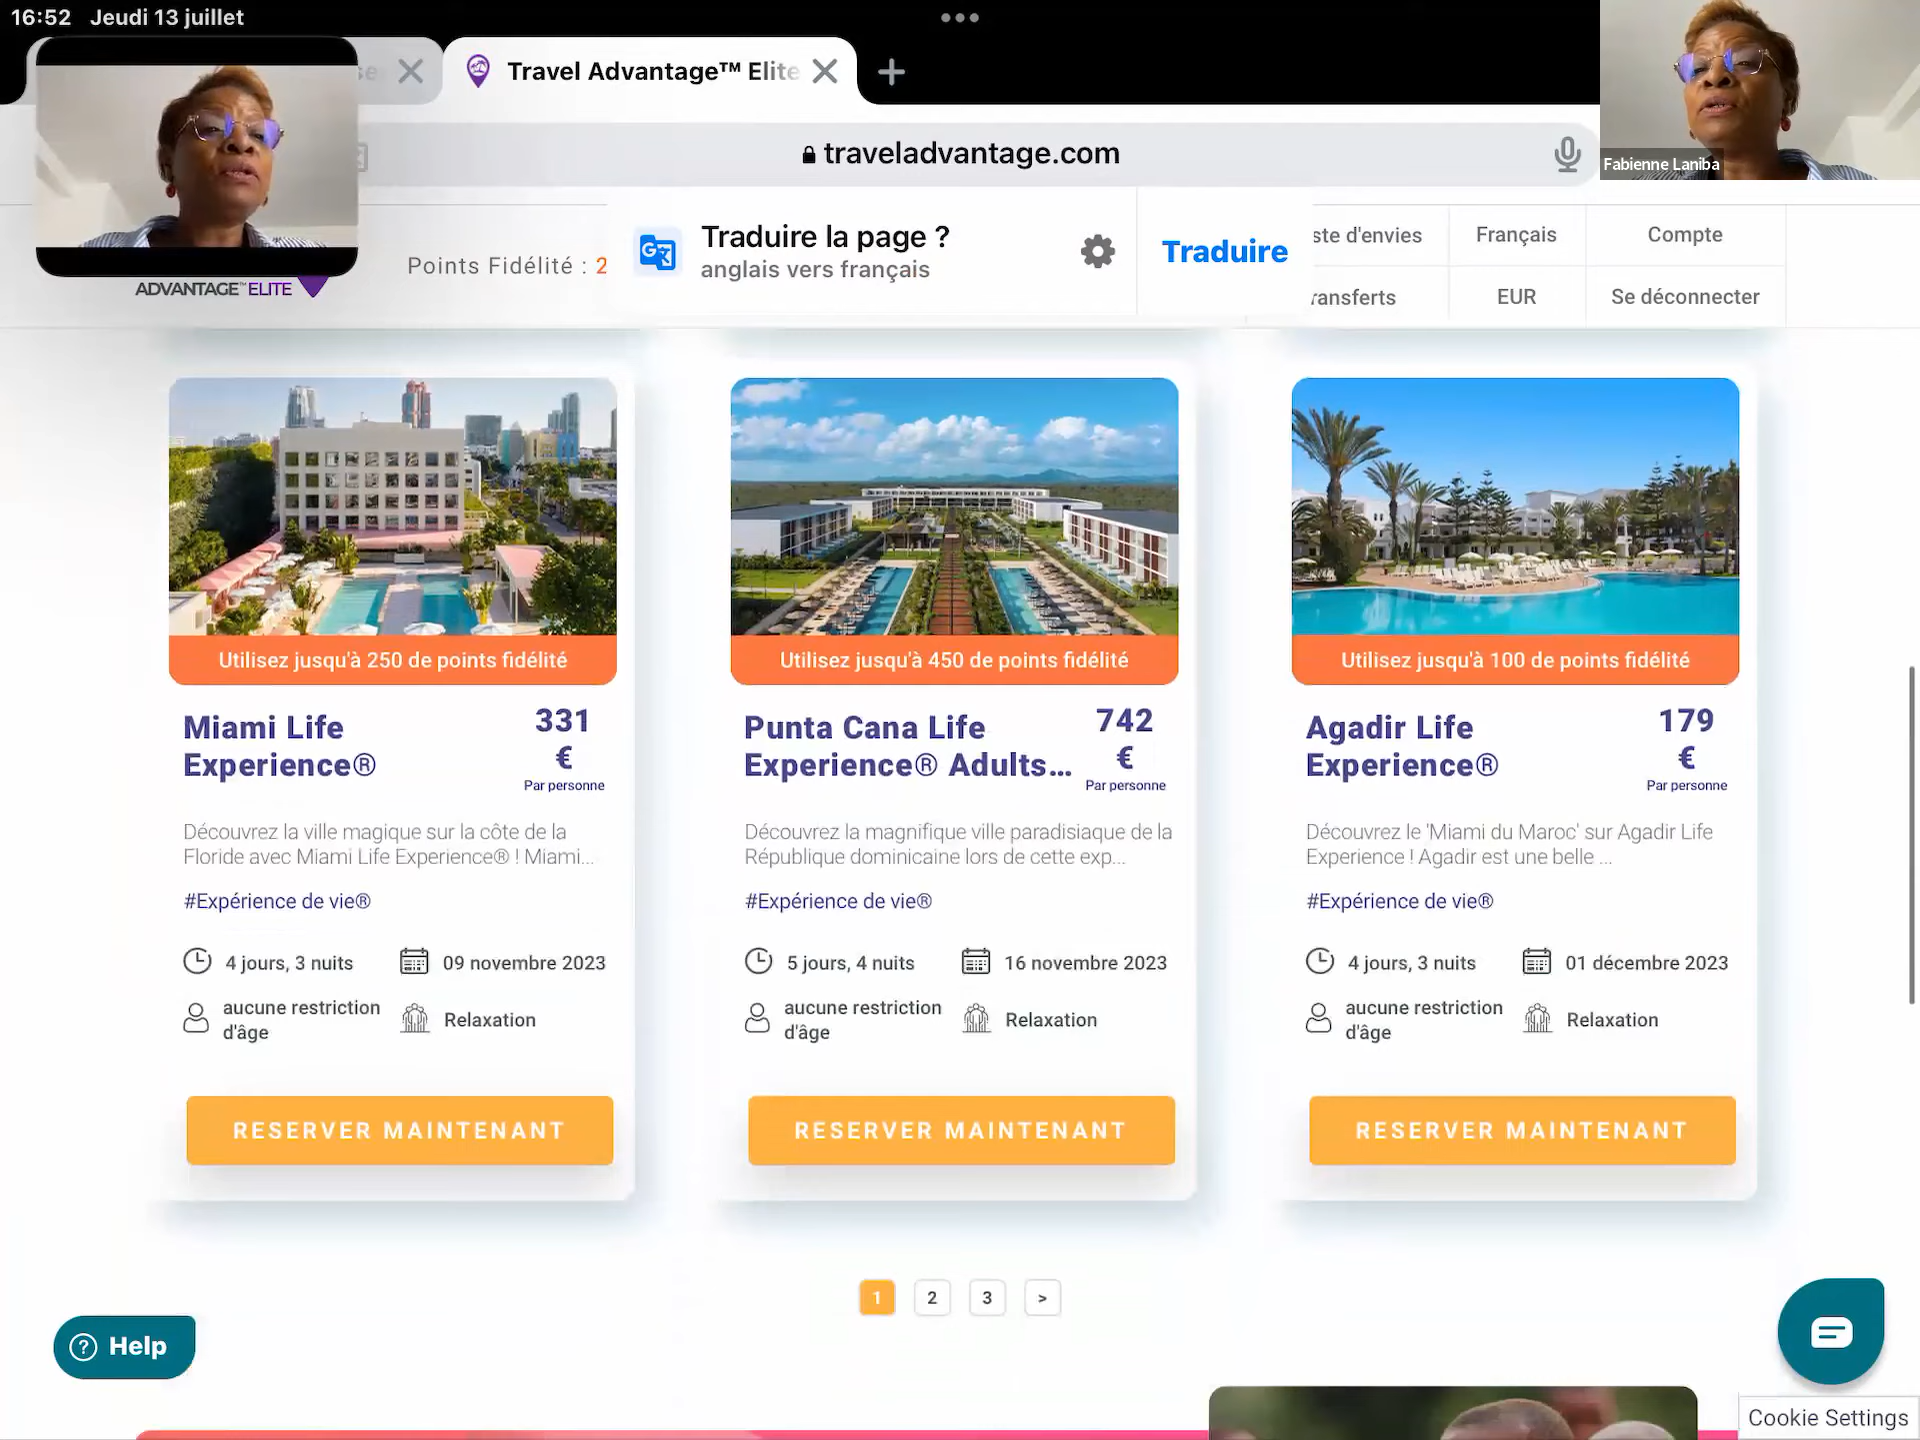 16:52 Jeudi 13 juillet
Travel Advantage™ Elite
traveladvantage.com
Fabienne Laniba
ADVANTAGE™ ELITE
Points Fidélité : 2
Traduire la page ?
anglais vers français
Traduire
d'envies
Français
Compte
EUR
Se déconnecter
Utilisez jusqu'à 250 de points fidélité
Utilisez jusqu'à 450 de points fidélité
Utilisez jusqu'à 100 de points fidélité
Miami Life
Experience®
331
€
Par personne
Découvrez la ville magique sur la côte de la
Floride avec Miami Life Experience® ! Miami...
#Expérience de vie®
4 jours, 3 nuits
09 novembre 2023
aucune restriction
d'âge
Relaxation
RESERVER MAINTENANT
Punta Cana Life
Experience® Adults...
742
€
Par personne
Découvrez la magnifique ville paradisiaque de la
République dominicaine lors de cette exp...
#Expérience de vie®
5 jours, 4 nuits
16 novembre 2023
aucune restriction
d'âge
Relaxation
RESERVER MAINTENANT
Agadir Life
Experience®
179
€
Par personne
Découvrez le 'Miami du Maroc' sur Agadir Life
Experience ! Agadir est une belle ...
#Expérience de vie®
4 jours, 3 nuits
01 décembre 2023
aucune restriction
d'âge
Relaxation
RESERVER MAINTENANT
1 2 3 >
Help
Cookie Settings